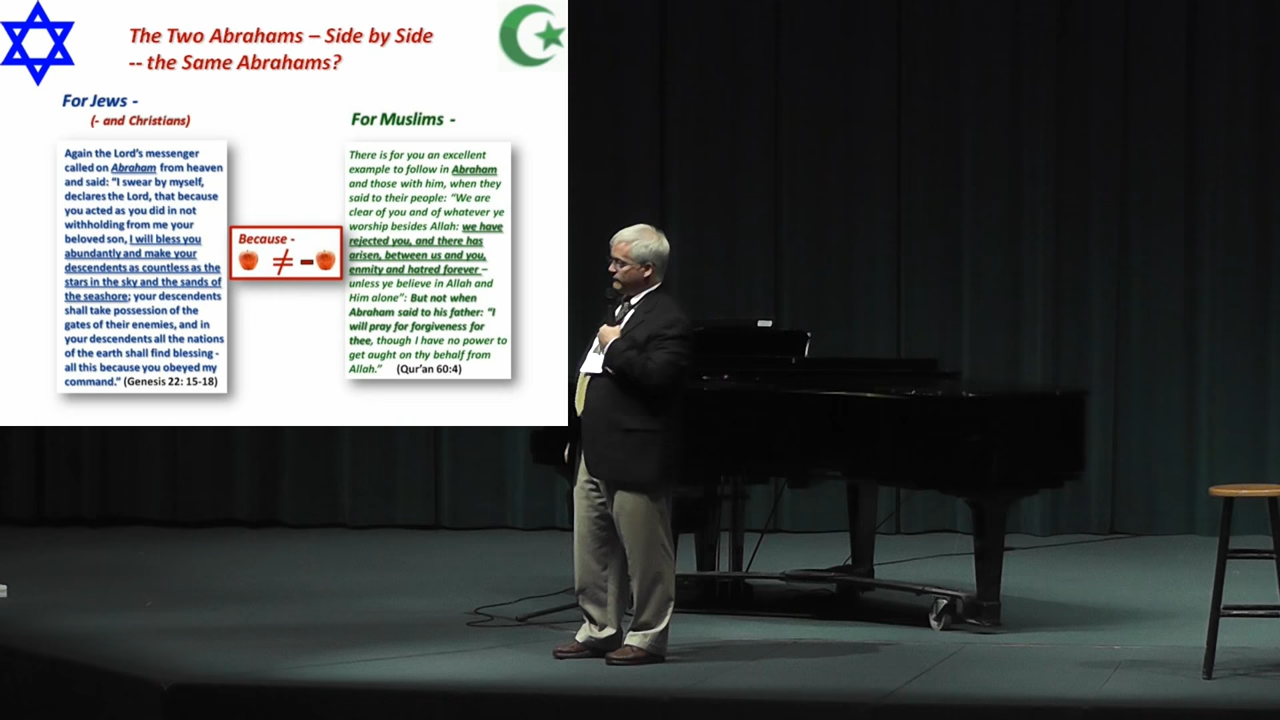 The Two Abrahams – Side by Side
-- the Same Abrahams?
For Jews -
(- and Christians)
Again the Lord's messenger
called on Abraham from heaven
and said: "I swear by myself,
declares the Lord, that because
you acted as you did in not
withholding from me your
beloved son, I will bless you
abundantly and make your
descendents as countless as the
stars in the sky and the sands of
the seashore; your descendents
shall take possession of the
gates of their enemies, and in
your descendents all the nations
of the earth shall find blessing -
all this because you obeyed my
command." (Genesis 22: 15-18)
Because -
≠ -
For Muslims -
There is for you an excellent
example to follow in Abraham
and those with him, when they
said to their people: "We are
clear of you and of whatever ye
worship besides Allah: we have
rejected you, and there has
arisen, between us and you,
enmity and hatred forever –
unless ye believe in Allah and
Him alone": But not when
Abraham said to his father: "I
will pray for forgiveness for
thee, though I have no power to
get aught on thy behalf from
Allah." (Qur'an 60:4)